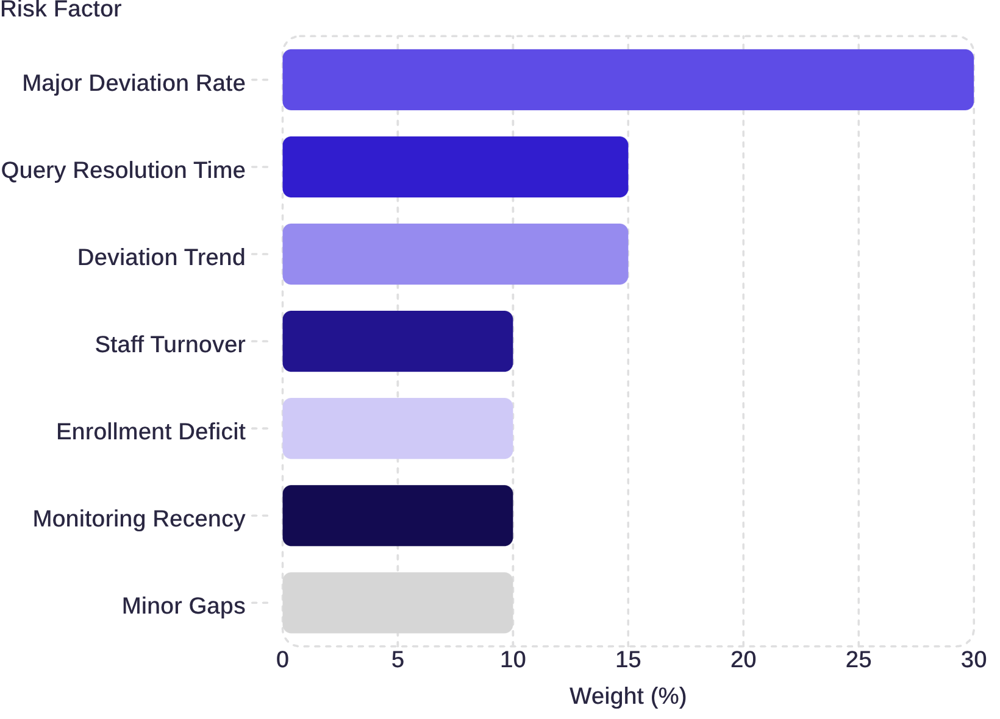 Risk Factor
Major Deviation Rate
Query Resolution Time
Deviation Trend
Staff Turnover
Enrollment Deficit
Monitoring Recency
Minor Gaps
0 5 10 15 20 25 30
Weight (%)